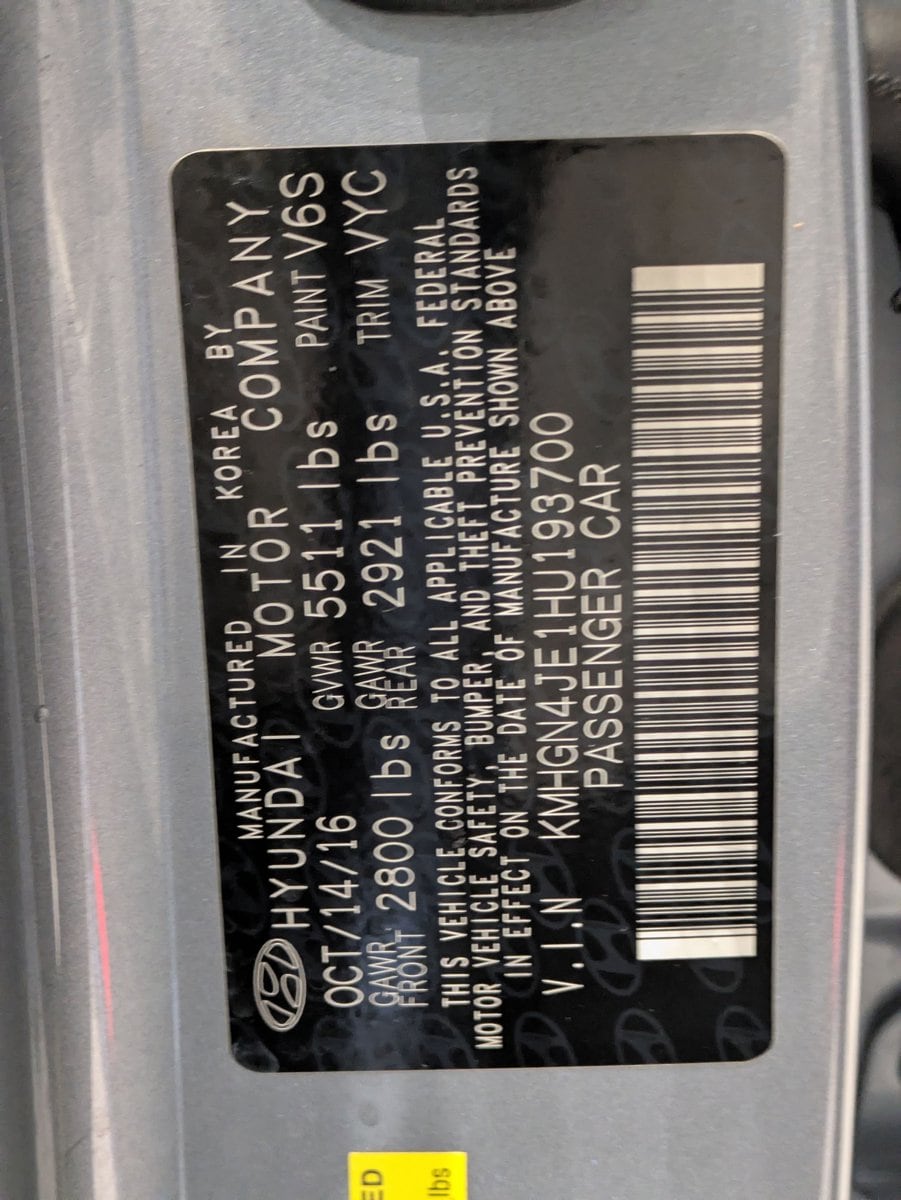 MANUFACTURED IN KOREA BY
HYUNDAI MOTOR COMPANY
OCT/14/16 GVWR 5511 lbs PAINT V6S
GAWR FRONT 2800 lbs GAWR REAR 2921 lbs TRIM VYC
THIS VEHICLE CONFORMS TO ALL APPLICABLE U.S.A. FEDERAL
MOTOR VEHICLE SAFETY, BUMPER, AND THEFT PREVENTION STANDARDS
IN EFFECT ON THE DATE OF MANUFACTURE SHOWN ABOVE
V.I.N KMHGN4JE1HU193700
PASSENGER CAR
ED
lbs